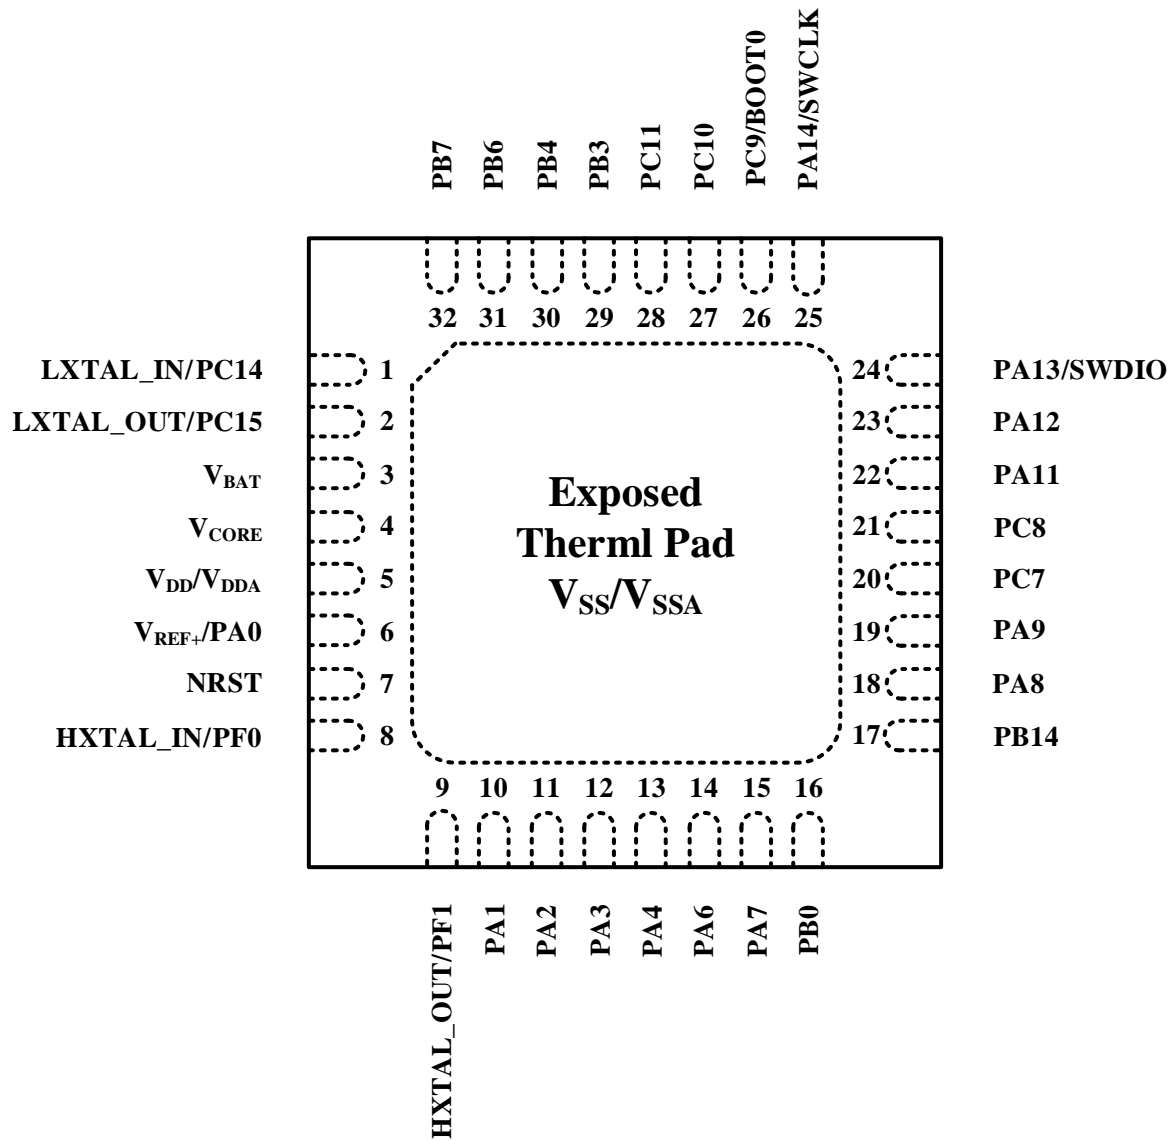 PB7
PB6
PB4
PB3
PC11
PC10
PC9/BOOT0
PA14/SWCLK
32 31 30 29 28 27 26 25
LXTAL_IN/PC14 1
LXTAL_OUT/PC15 2
VBAT 3
VCORE 4
VDD/VDDA 5
VREF+/PA0 6
NRST 7
HXTAL_IN/PF0 8
Exposed
Therml Pad
VSS/VSSA
24 PA13/SWDIO
23 PA12
22 PA11
21 PC8
20 PC7
19 PA9
18 PA8
17 PB14
9 10 11 12 13 14 15 16
HXTAL_OUT/PF1
PA1
PA2
PA3
PA4
PA6
PA7
PB0